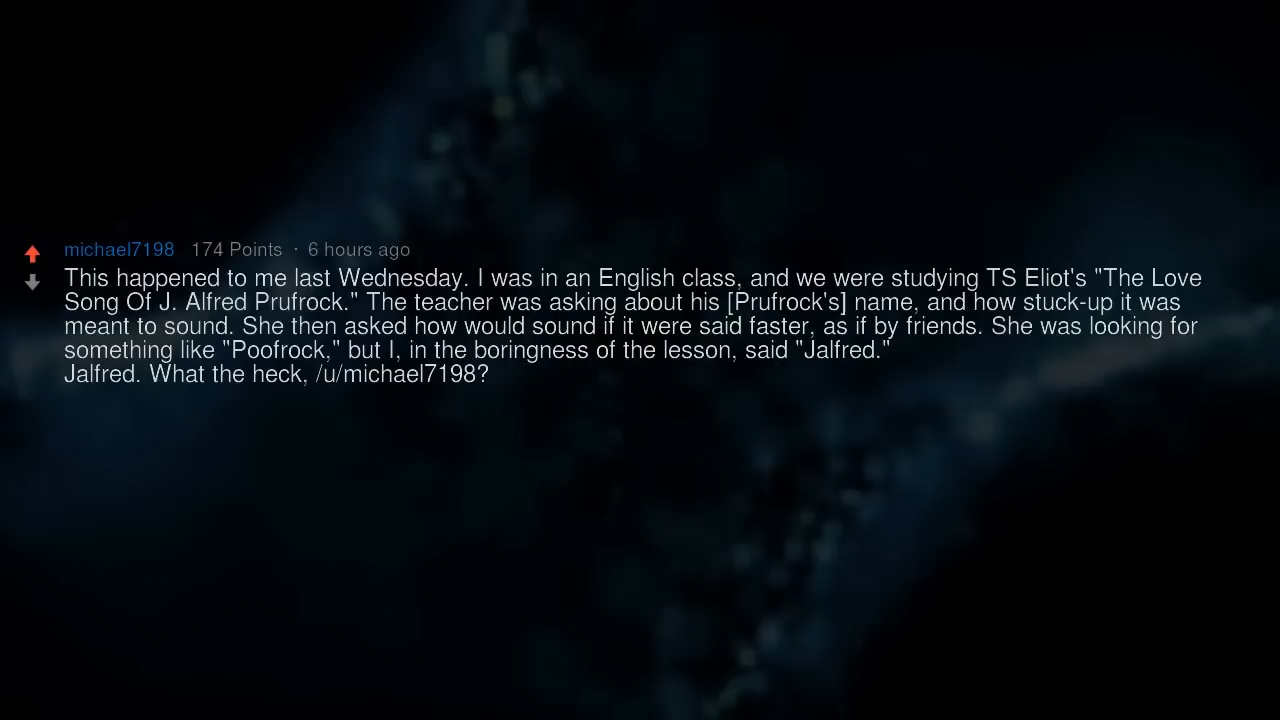 michael7198 174 Points · 6 hours ago
This happened to me last Wednesday. I was in an English class, and we were studying TS Eliot's "The Love
Song Of J. Alfred Prufrock." The teacher was asking about his [Prufrock's] name, and how stuck-up it was
meant to sound. She then asked how would sound if it were said faster, as if by friends. She was looking for
something like "Poofrock," but I, in the boringness of the lesson, said "Jalfred."
Jalfred. What the heck, /u/michael7198?